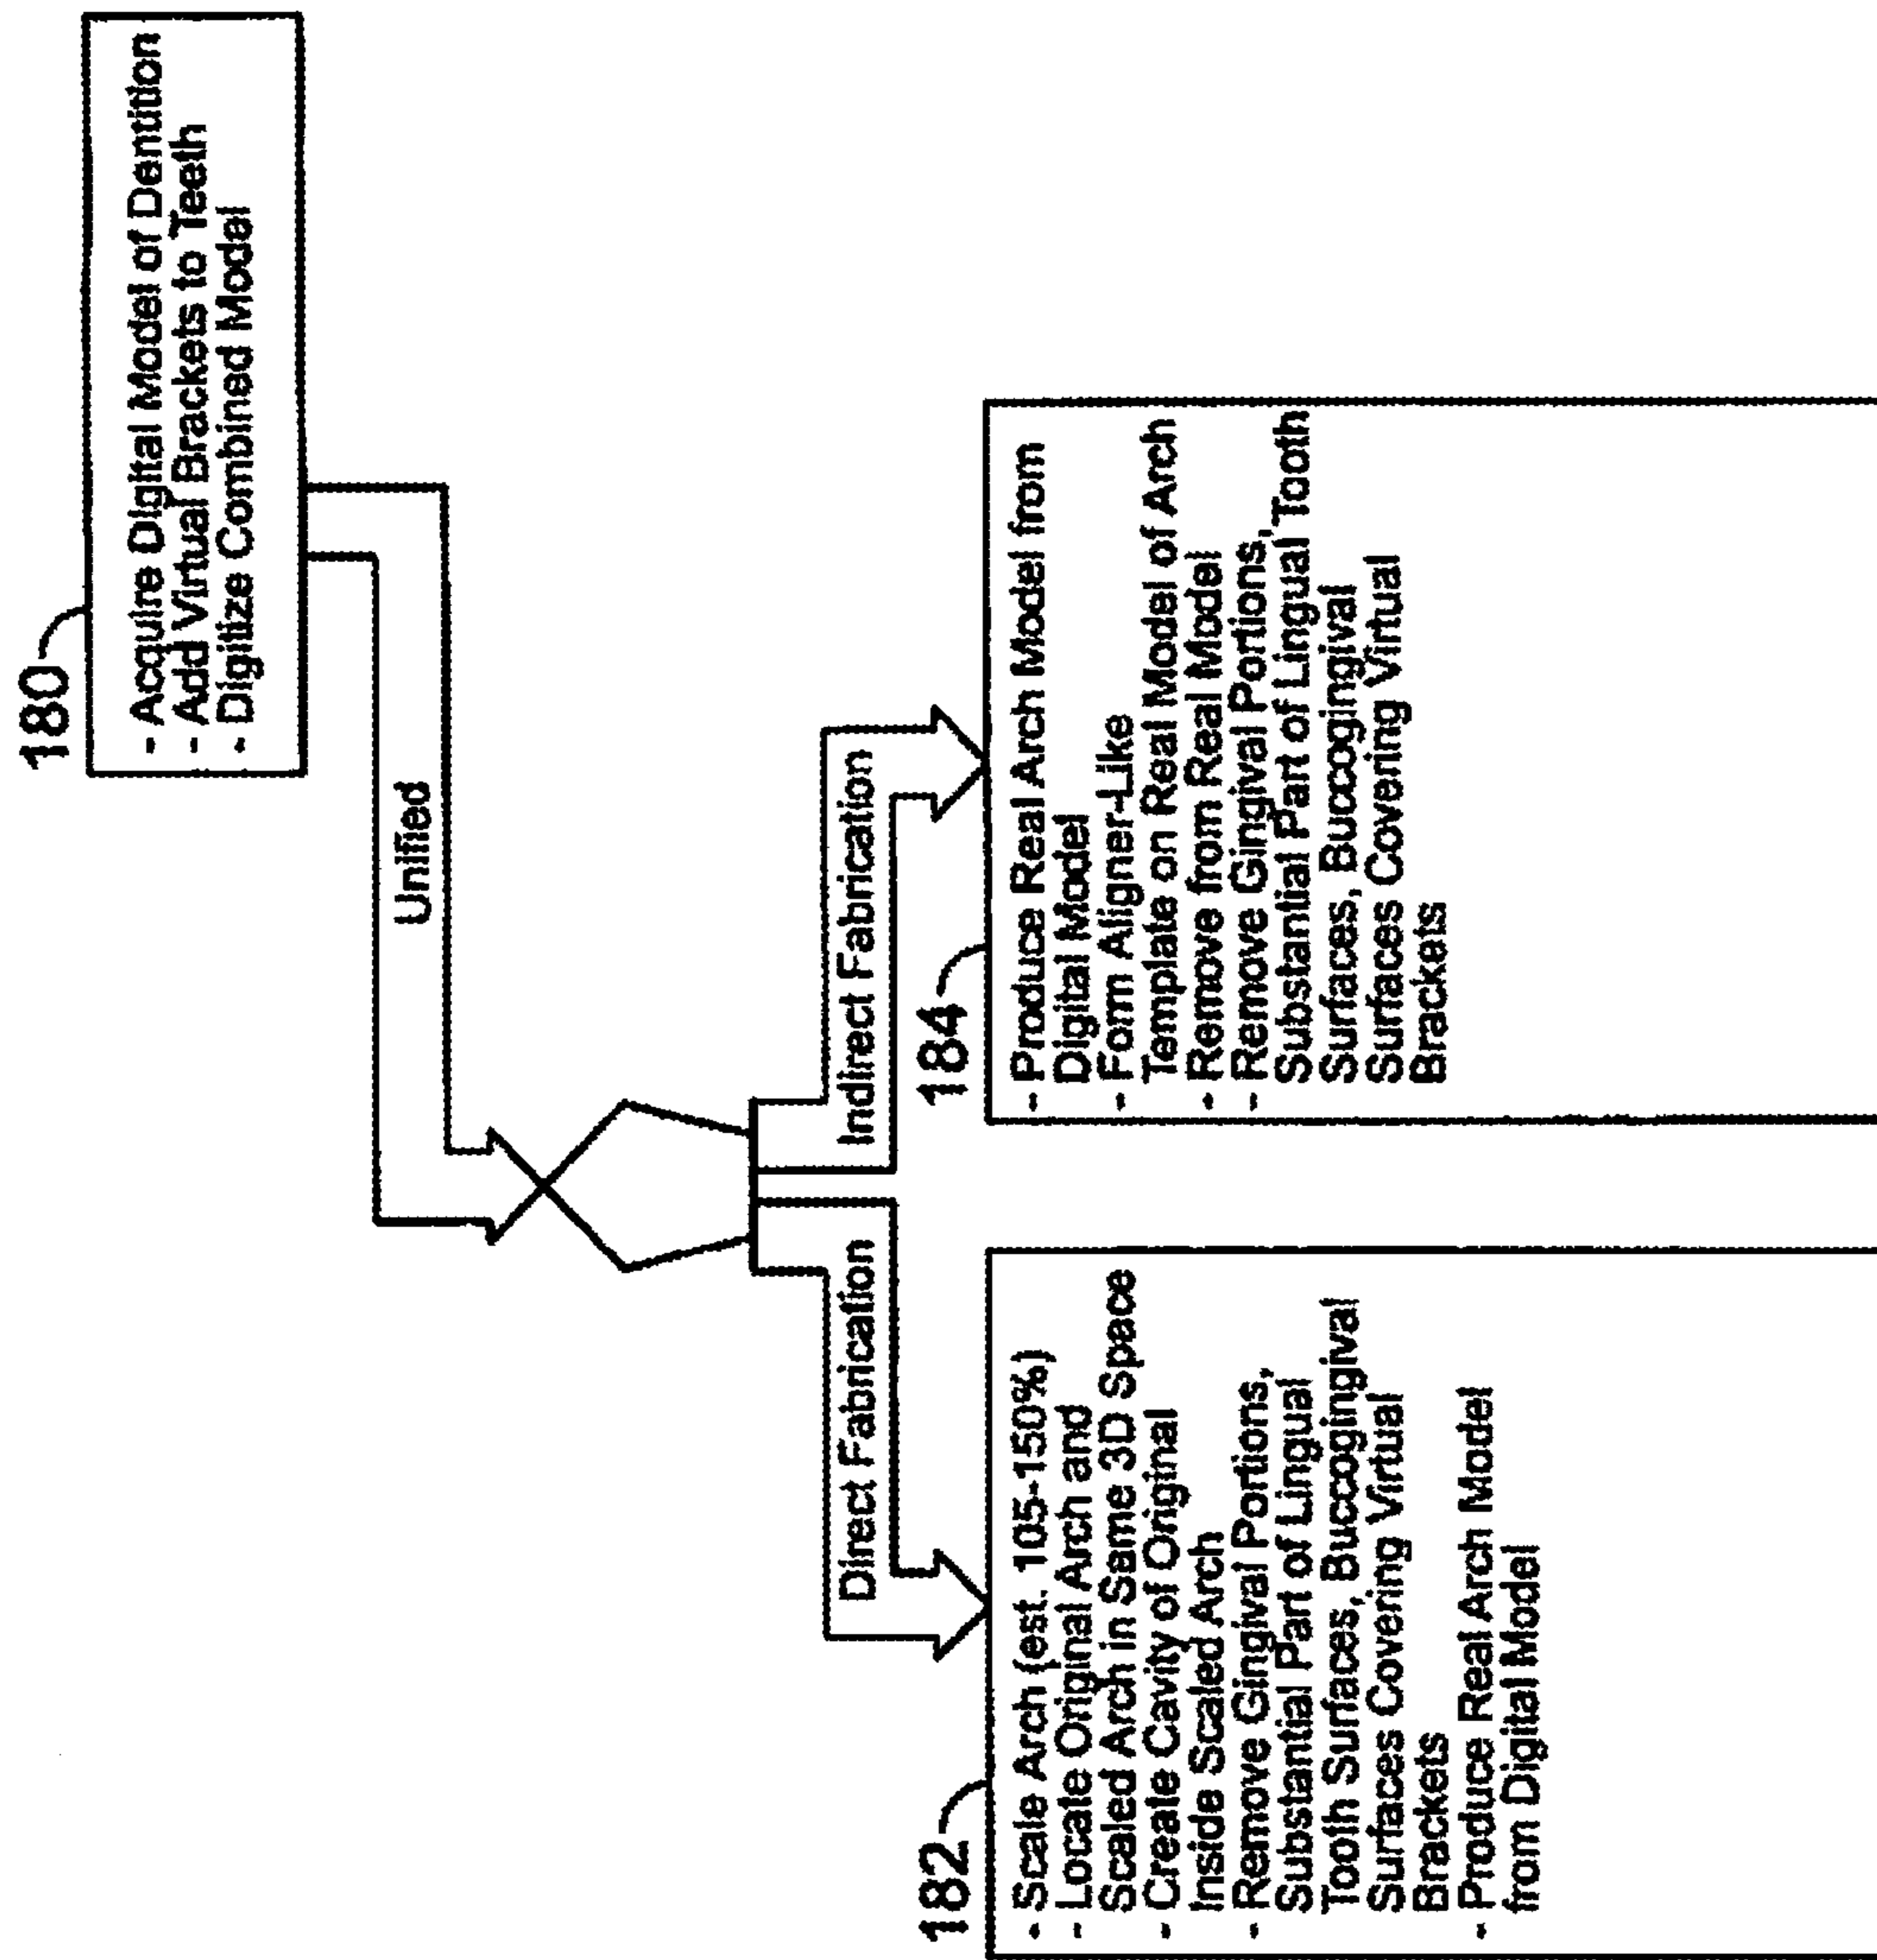 180
- Acquire Digital Model of Dentition
- Add Virtual Brackets to Teeth
- Digitize Combined Model
Unified
Direct Fabrication
Indirect Fabrication
182
- Scale Arch (est. 105-150%)
- Locate Original Arch and
Scaled Arch in Same 3D Space
- Create Cavity of Original
Inside Scaled Arch
- Remove Gingival Portions,
Substantial Part of Lingual
Tooth Surfaces, Buccogingival
Surfaces Covering Virtual
Brackets
- Produce Real Arch Model
from Digital Model
184
- Produce Real Arch Model from
Digital Model
- Form Aligner-Like
Template on Real Model of Arch
- Remove from Real Model
- Remove Gingival Portions,
Substantial Part of Lingual Tooth
Surfaces, Buccogingival
Surfaces Covering Virtual
Brackets